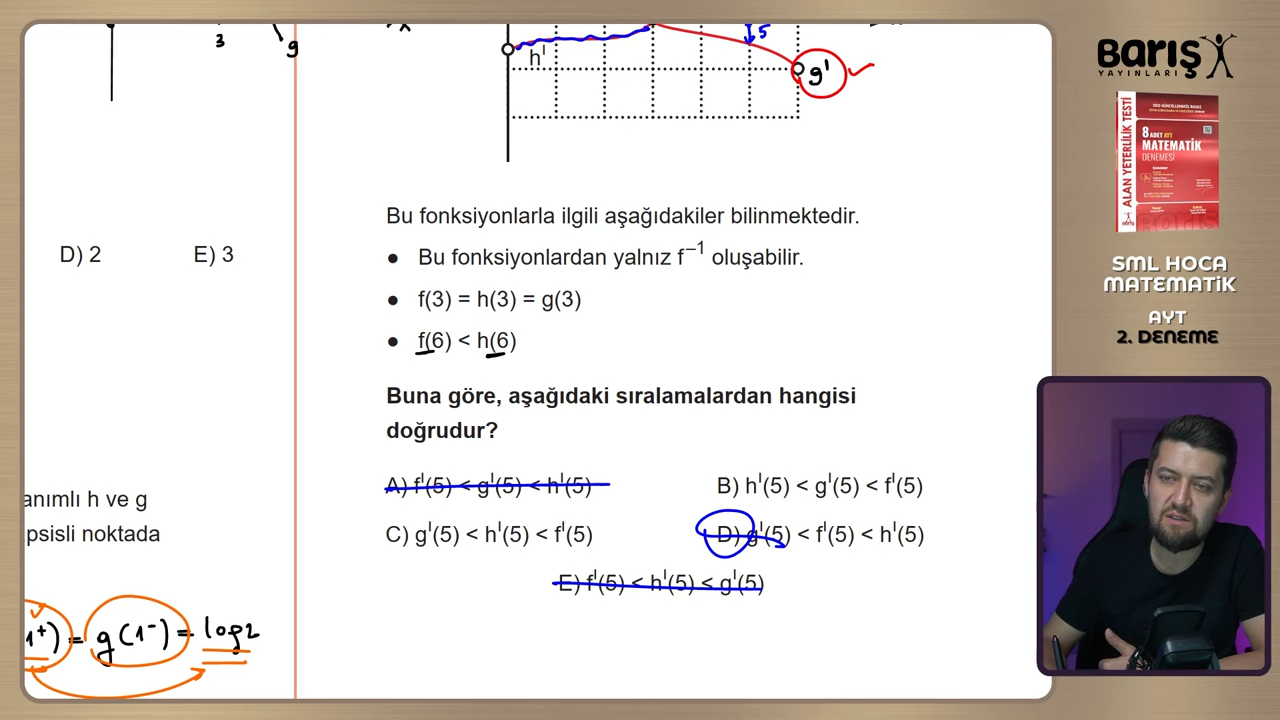 3
g
x
h'
5
g'
D) 2
E) 3
Bu fonksiyonlarla ilgili aşağıdakiler bilinmektedir.
● Bu fonksiyonlardan yalnız f⁻¹ oluşabilir.
● f(3) = h(3) = g(3)
● f(6) < h(6)
Buna göre, aşağıdaki sıralamalardan hangisi
doğrudur?
A) f'(5) < g'(5) < h'(5)
B) h'(5) < g'(5) < f'(5)
C) g'(5) < h'(5) < f'(5)
D) g'(5) < f'(5) < h'(5)
E) f'(5) < h'(5) < g'(5)
anımlı h ve g
psisli noktada
1⁺) = g(1⁻) = log2
BARIŞ
YAYINLARI
ALAN YETERLİLİK TESTİ
8 ADET AYT
MATEMATİK
DENEMESİ
SML HOCA
MATEMATİK
AYT
2. DENEME